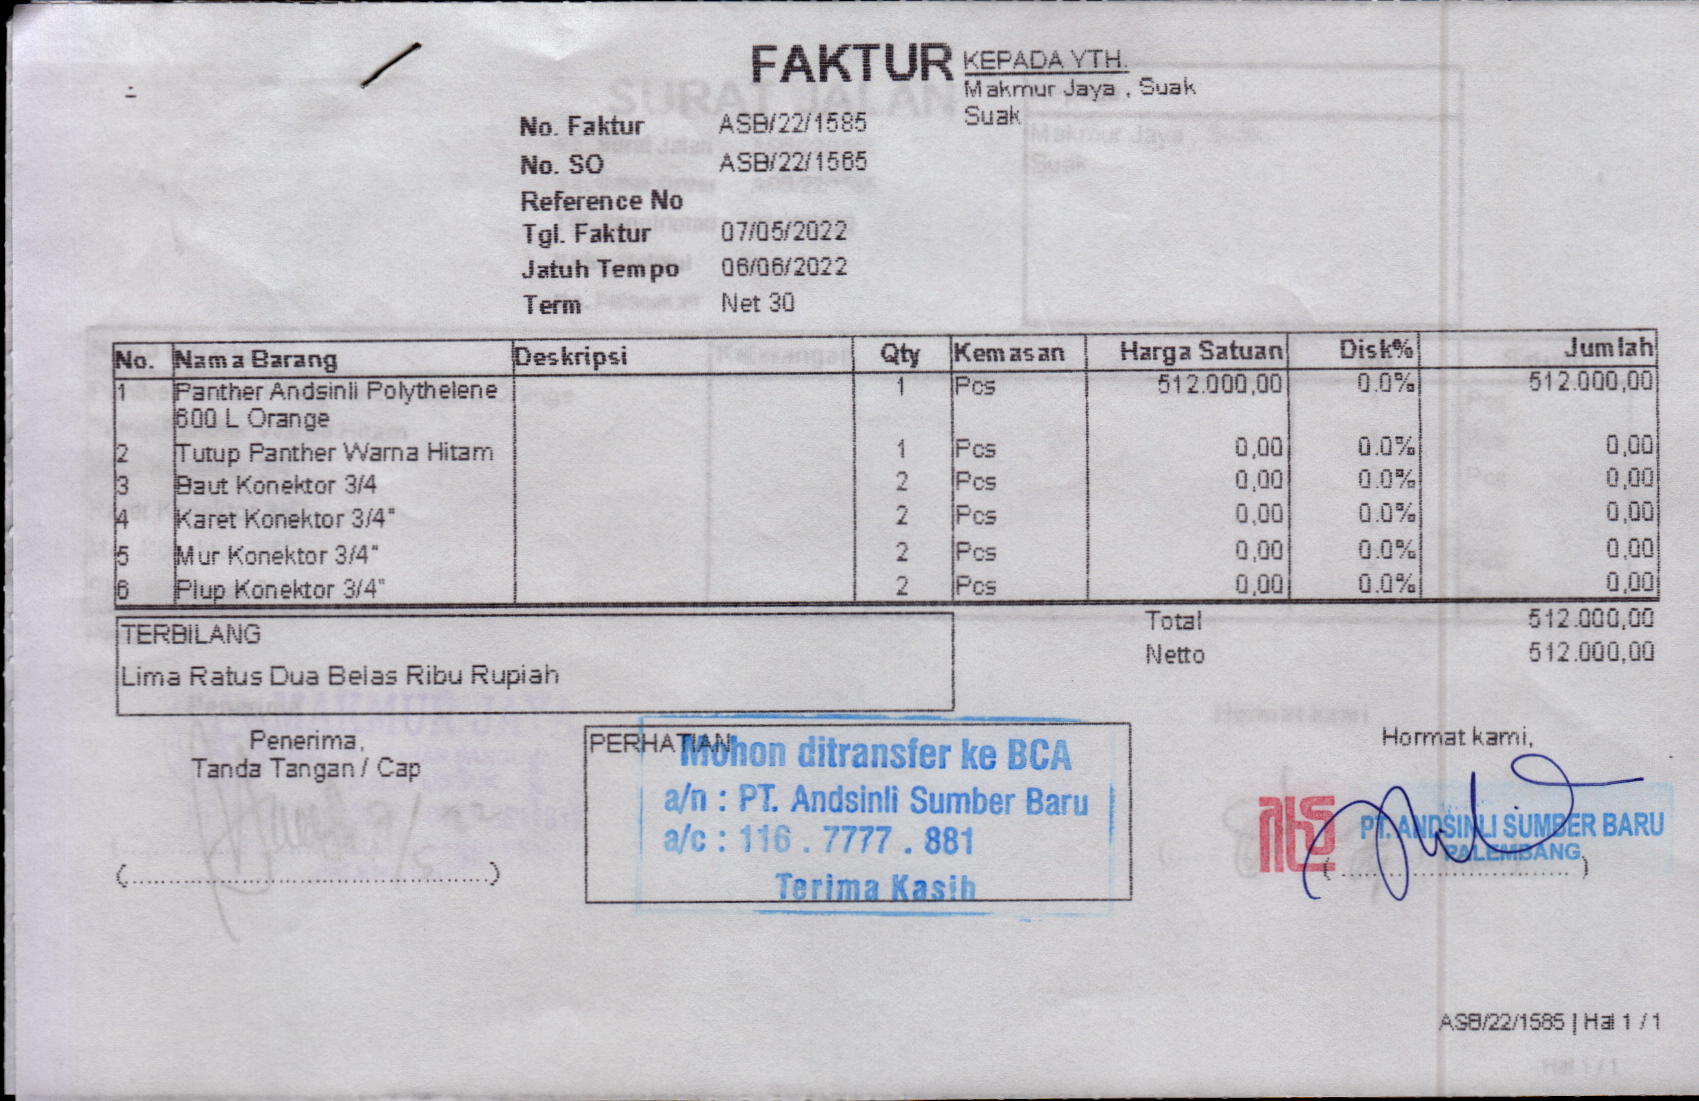 FAKTUR
KEPADA YTH.
Makmur Jaya , Suak
Suak
No. Faktur ASB/22/1585
No. SO ASB/22/1565
Reference No
Tgl. Faktur 07/05/2022
Jatuh Tempo 06/06/2022
Term Net 30
No. Nama Barang Deskripsi Qty Kemasan Harga Satuan Disk% Jumlah
1 Panther Andsinli Polythelene 1 Pcs 512.000,00 0.0% 512.000,00
600 L Orange
2 Tutup Panther Warna Hitam 1 Pcs 0,00 0.0% 0,00
3 Baut Konektor 3/4 2 Pcs 0,00 0.0% 0,00
4 Karet Konektor 3/4" 2 Pcs 0,00 0.0% 0,00
5 Mur Konektor 3/4" 2 Pcs 0,00 0.0% 0,00
6 Plup Konektor 3/4" 2 Pcs 0,00 0.0% 0,00
Total 512.000,00
Netto 512.000,00
TERBILANG
Lima Ratus Dua Belas Ribu Rupiah
Penerima,
Tanda Tangan / Cap
(................................................)
PERHATIAN
Mohon ditransfer ke BCA
a/n : PT. Andsinli Sumber Baru
a/c : 116 . 7777 . 881
Terima Kasih
Hormat kami,
PT. ANDSINLI SUMBER BARU
PALEMBANG
(................................)
ASB/22/1585 | Hal 1 / 1